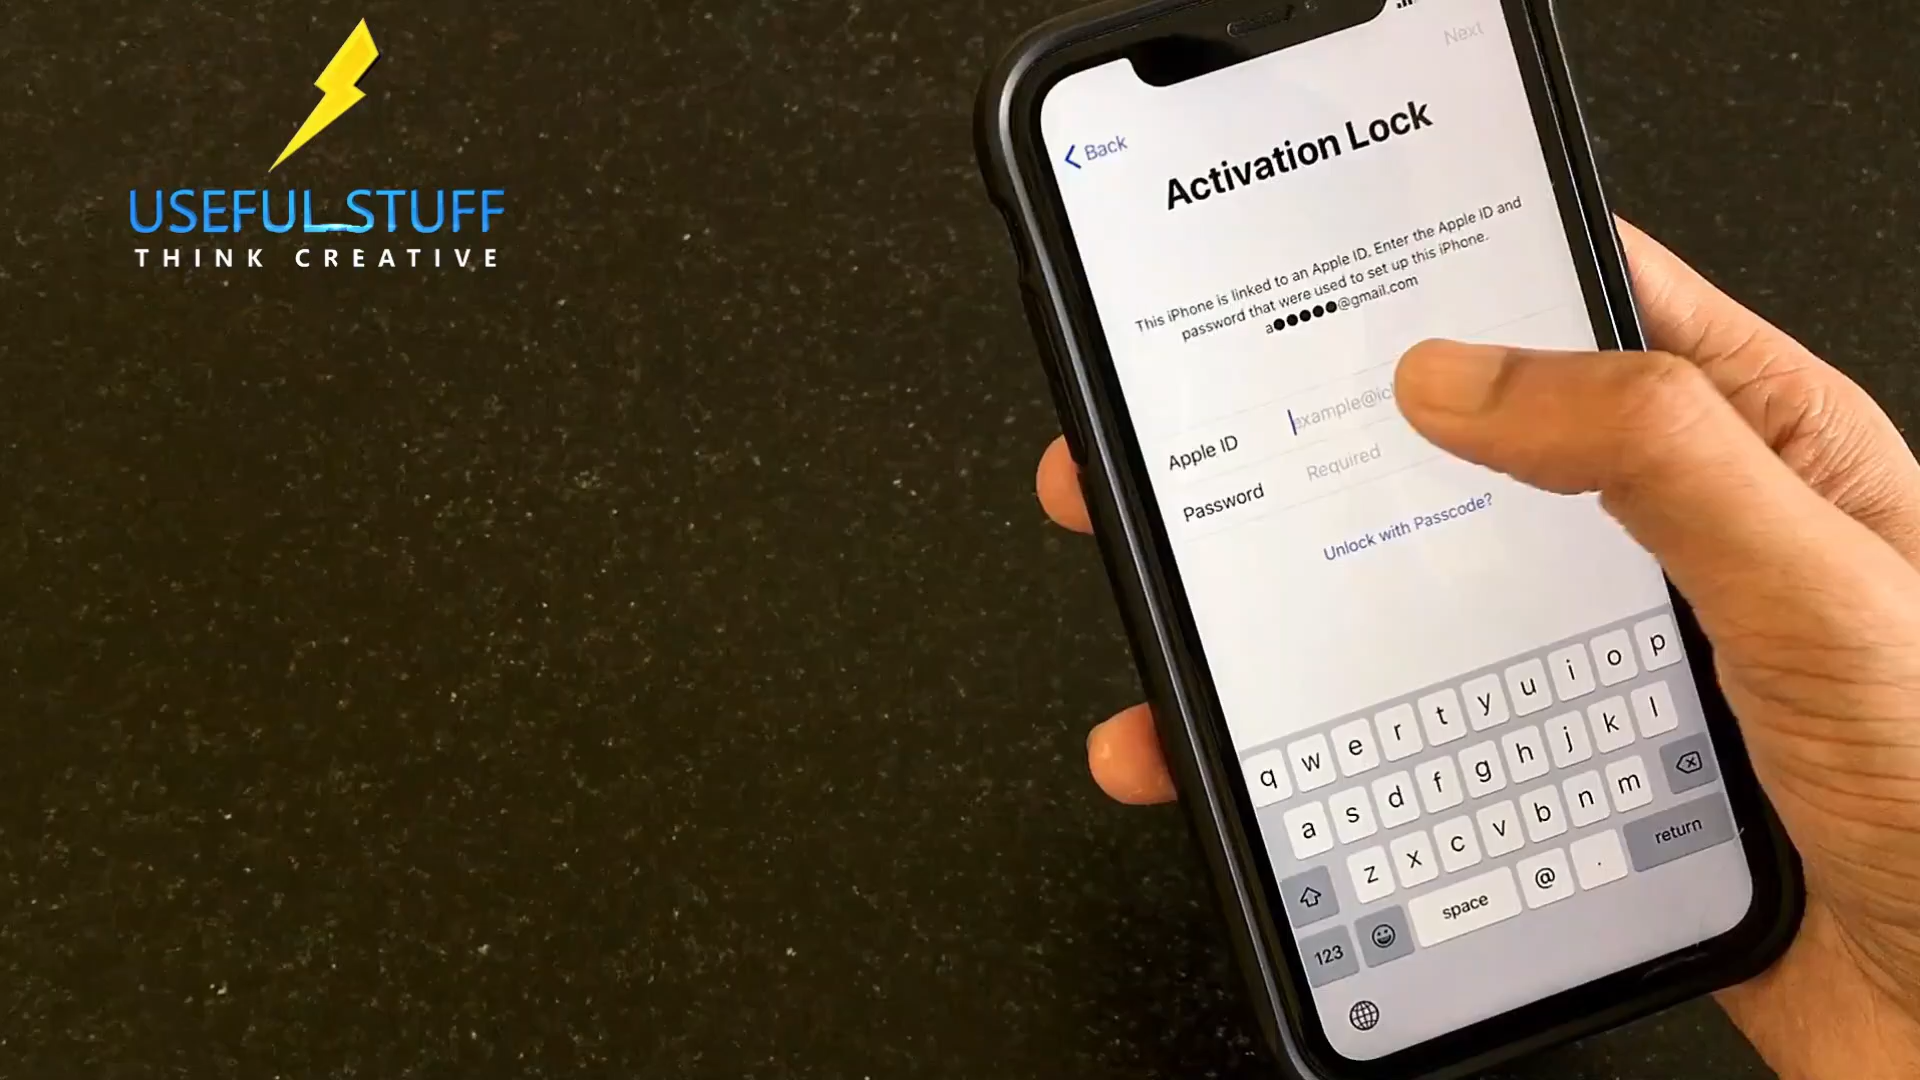 USEFUL STUFF
THINK CREATIVE
Next
Back
Activation Lock
This iPhone is linked to an Apple ID. Enter the Apple ID and
password that were used to set up this iPhone.
a●●●●●@gmail.com
Apple ID example@ic
Password Required
Unlock with Passcode?
q w e r t y u i o p
a s d f g h j k l
z x c v b n m
123 space @ . return